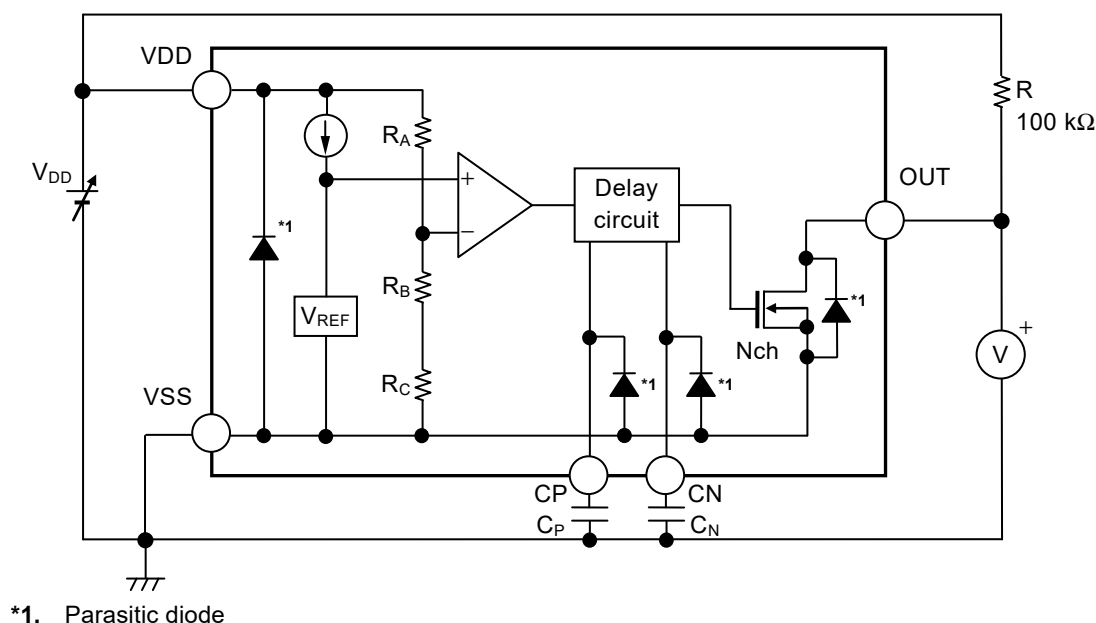 VDD
R
100 kΩ
RA
VDD
+
Delay
circuit
OUT
*1
−
RB
VREF
*1
Nch
+
V
RC
*1
*1
VSS
CP
CN
CP
CN
*1. Parasitic diode